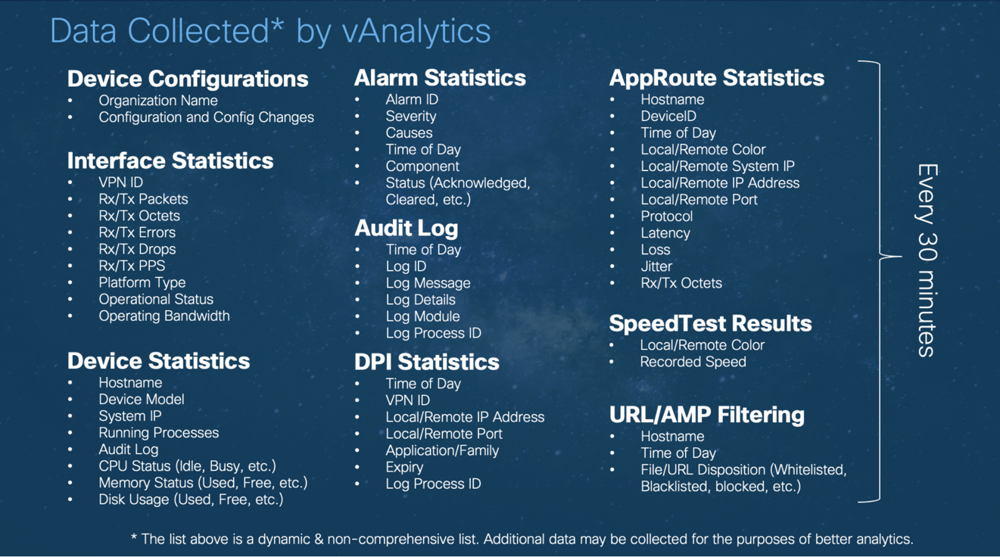 Data Collected* by vAnalytics
Device Configurations
• Organization Name
• Configuration and Config Changes
Interface Statistics
• VPN ID
• Rx/Tx Packets
• Rx/Tx Octets
• Rx/Tx Errors
• Rx/Tx Drops
• Rx/Tx PPS
• Platform Type
• Operational Status
• Operating Bandwidth
Device Statistics
• Hostname
• Device Model
• System IP
• Running Processes
• Audit Log
• CPU Status (Idle, Busy, etc.)
• Memory Status (Used, Free, etc.)
• Disk Usage (Used, Free, etc.)
Alarm Statistics
• Alarm ID
• Severity
• Causes
• Time of Day
• Component
• Status (Acknowledged,
Cleared, etc.)
Audit Log
• Time of Day
• Log ID
• Log Message
• Log Details
• Log Module
• Log Process ID
DPI Statistics
• Time of Day
• VPN ID
• Local/Remote IP Address
• Local/Remote Port
• Application/Family
• Expiry
• Log Process ID
AppRoute Statistics
• Hostname
• DeviceID
• Time of Day
• Local/Remote Color
• Local/Remote System IP
• Local/Remote IP Address
• Local/Remote Port
• Protocol
• Latency
• Loss
• Jitter
• Rx/Tx Octets
SpeedTest Results
• Local/Remote Color
• Recorded Speed
URL/AMP Filtering
• Hostname
• Time of Day
• File/URL Disposition (Whitelisted,
Blacklisted, blocked, etc.)
Every 30 minutes
* The list above is a dynamic & non-comprehensive list. Additional data may be collected for the purposes of better analytics.